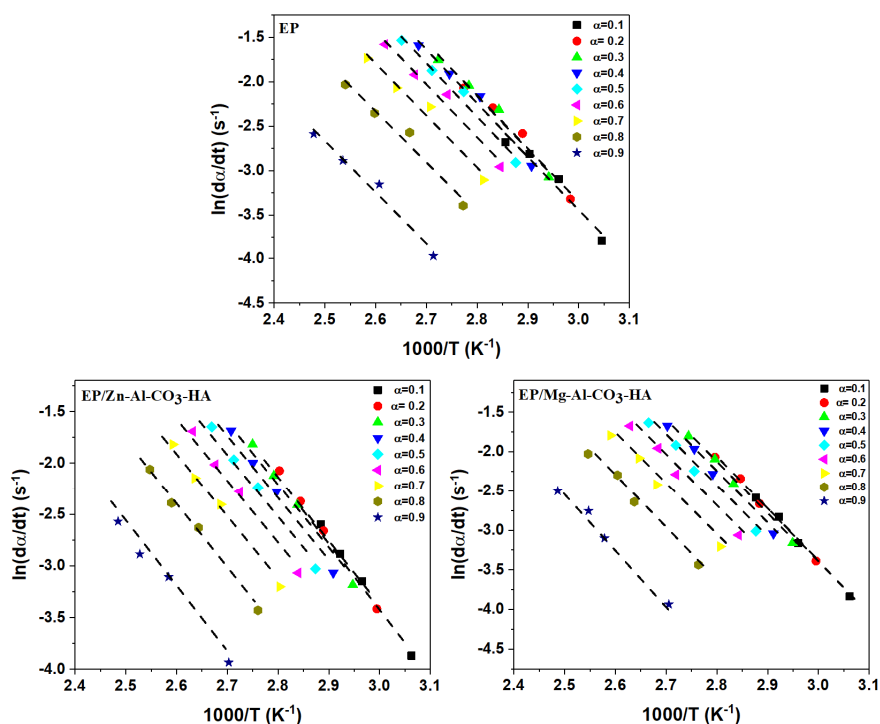 EP
α=0.1
α= 0.2
α=0.3
α=0.4
α=0.5
α=0.6
α=0.7
α=0.8
α=0.9
-1.5
-2.0
-2.5
-3.0
-3.5
-4.0
-4.5
ln(dα/dt) (s⁻¹)
2.4 2.5 2.6 2.7 2.8 2.9 3.0 3.1
1000/T (K⁻¹)
EP/Zn-Al-CO₃-HA
α=0.1
α= 0.2
α=0.3
α=0.4
α=0.5
α=0.6
α=0.7
α=0.8
α=0.9
-1.5
-2.0
-2.5
-3.0
-3.5
-4.0
ln(dα/dt) (s⁻¹)
2.4 2.5 2.6 2.7 2.8 2.9 3.0 3.1
1000/T (K⁻¹)
EP/Mg-Al-CO₃-HA
α=0.1
α= 0.2
α=0.3
α=0.4
α=0.5
α=0.6
α=0.7
α=0.8
α=0.9
-1.5
-2.0
-2.5
-3.0
-3.5
-4.0
-4.5
ln(dα/dt) (s⁻¹)
2.4 2.5 2.6 2.7 2.8 2.9 3.0 3.1
1000/T (K⁻¹)